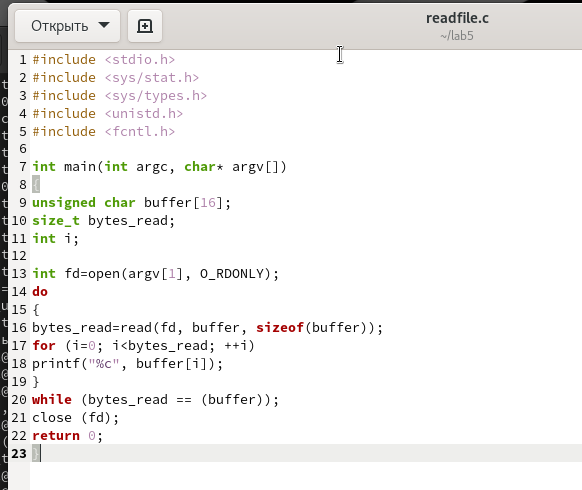 Открыть
readfile.c
~/lab5
1 #include <stdio.h>
2 #include <sys/stat.h>
3 #include <sys/types.h>
4 #include <unistd.h>
5 #include <fcntl.h>
6
7 int main(int argc, char* argv[])
8 {
9 unsigned char buffer[16];
10 size_t bytes_read;
11 int i;
12
13 int fd=open(argv[1], O_RDONLY);
14 do
15 {
16 bytes_read=read(fd, buffer, sizeof(buffer));
17 for (i=0; i<bytes_read; ++i)
18 printf("%c", buffer[i]);
19 }
20 while (bytes_read == (buffer));
21 close (fd);
22 return 0;
23 }